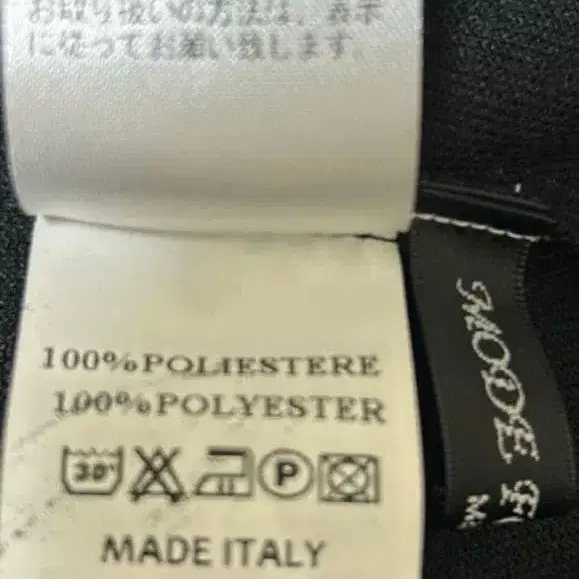 お取り扱いの方法は、表示
に従ってお差い致します。
100%POLIESTERE
100%POLYESTER
30°
P
MADE ITALY
MODE